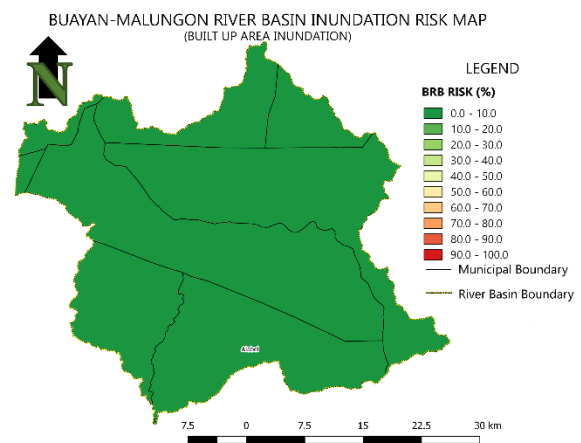 BUAYAN-MALUNGON RIVER BASIN INUNDATION RISK MAP
(BUILT UP AREA INUNDATION)
N
LEGEND
BRB RISK (%)
0.0 - 10.0
10.0 - 20.0
20.0 - 30.0
30.0 - 40.0
40.0 - 50.0
50.0 - 60.0
60.0 - 70.0
70.0 - 80.0
80.0 - 90.0
90.0 - 100.0
Municipal Boundary
River Basin Boundary
7.5 0 7.5 15 22.5 30 km